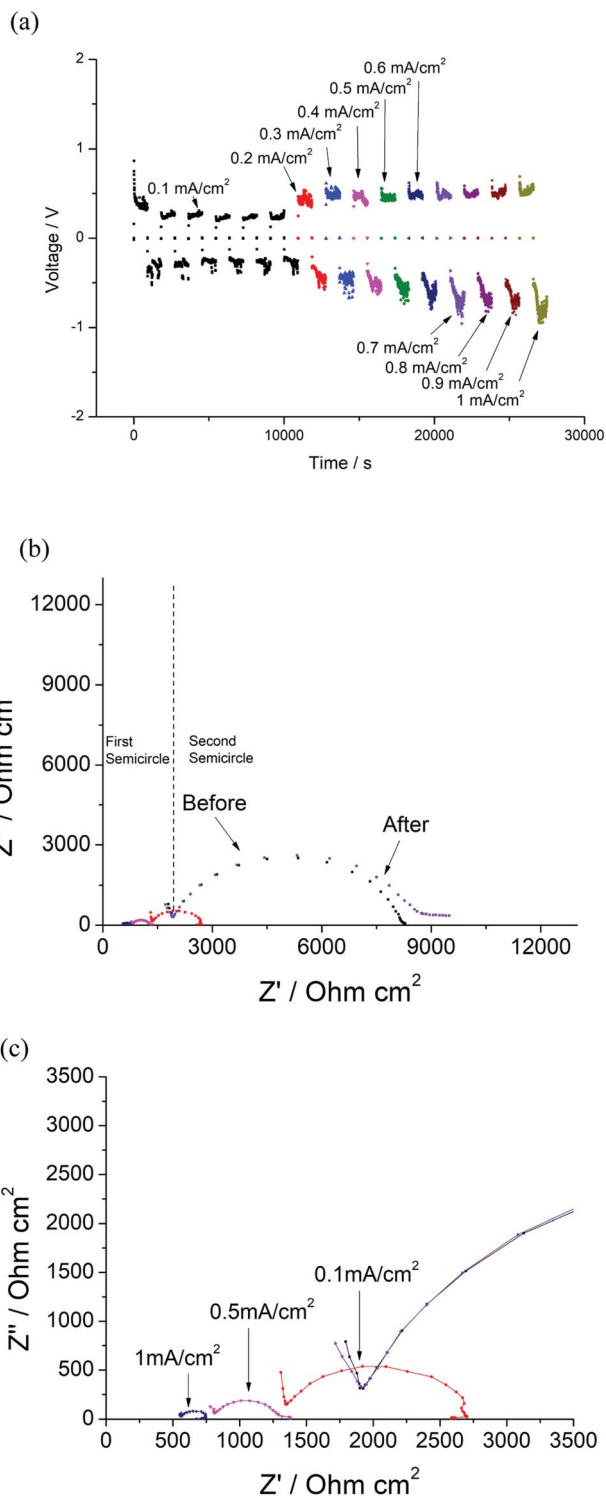 (a)
2
1
0
-1
-2
Voltage / V
0.1 mA/cm²
0.2 mA/cm²
0.3 mA/cm²
0.4 mA/cm²
0.5 mA/cm²
0.6 mA/cm²
0.7 mA/cm²
0.8 mA/cm²
0.9 mA/cm²
1 mA/cm²
0
10000
20000
30000
Time / s
(b)
12000
9000
6000
3000
0
/ Ohm cm
First
Semicircle
Second
Semicircle
Before
After
0
3000
6000
9000
12000
Z' / Ohm cm²
(c)
3500
3000
2500
2000
1500
1000
500
0
Z'' / Ohm cm²
1mA/cm²
0.5mA/cm²
0.1mA/cm²
0
500
1000
1500
2000
2500
3000
3500
Z' / Ohm cm²